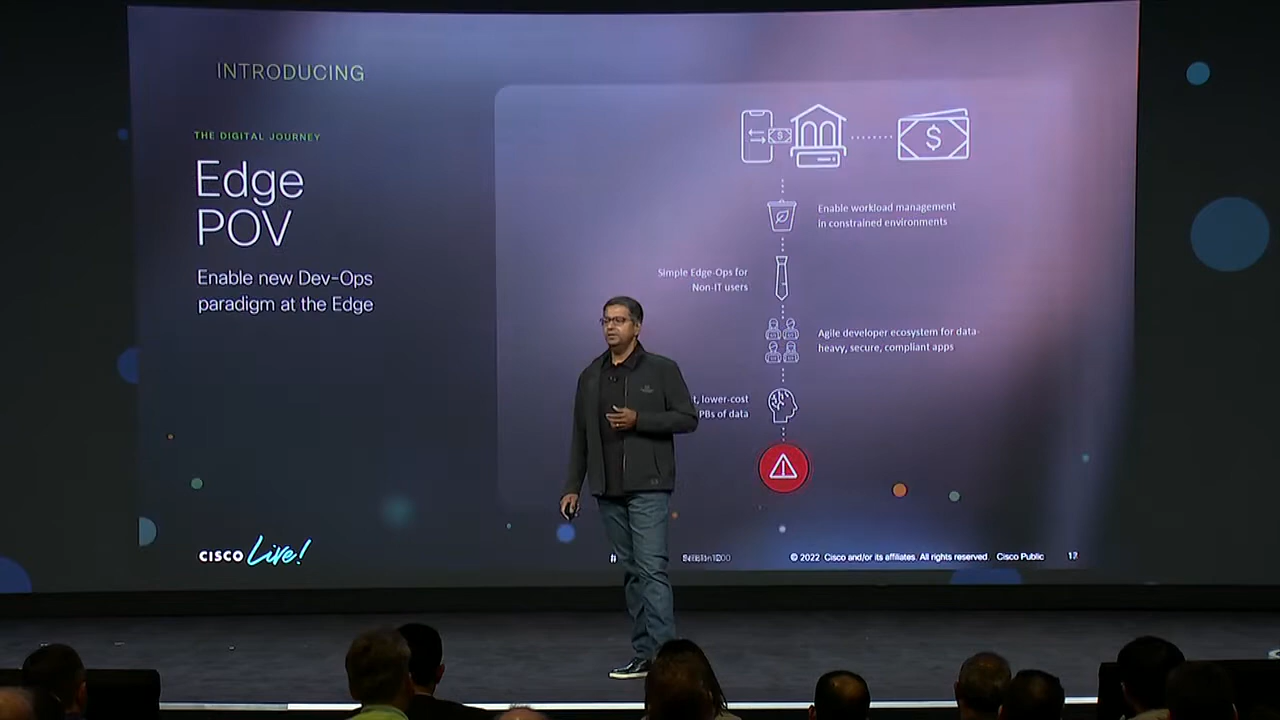 INTRODUCING
THE DIGITAL JOURNEY
Edge
POV
Enable new Dev-Ops
paradigm at the Edge
$
$
Enable workload management
in constrained environments
Simple Edge-Ops for
Non-IT users
Agile developer ecosystem for data-
heavy, secure, compliant apps
lower-cost
PBs of data
CISCO Live!
© 2022 Cisco and/or its affiliates. All rights reserved. Cisco Public